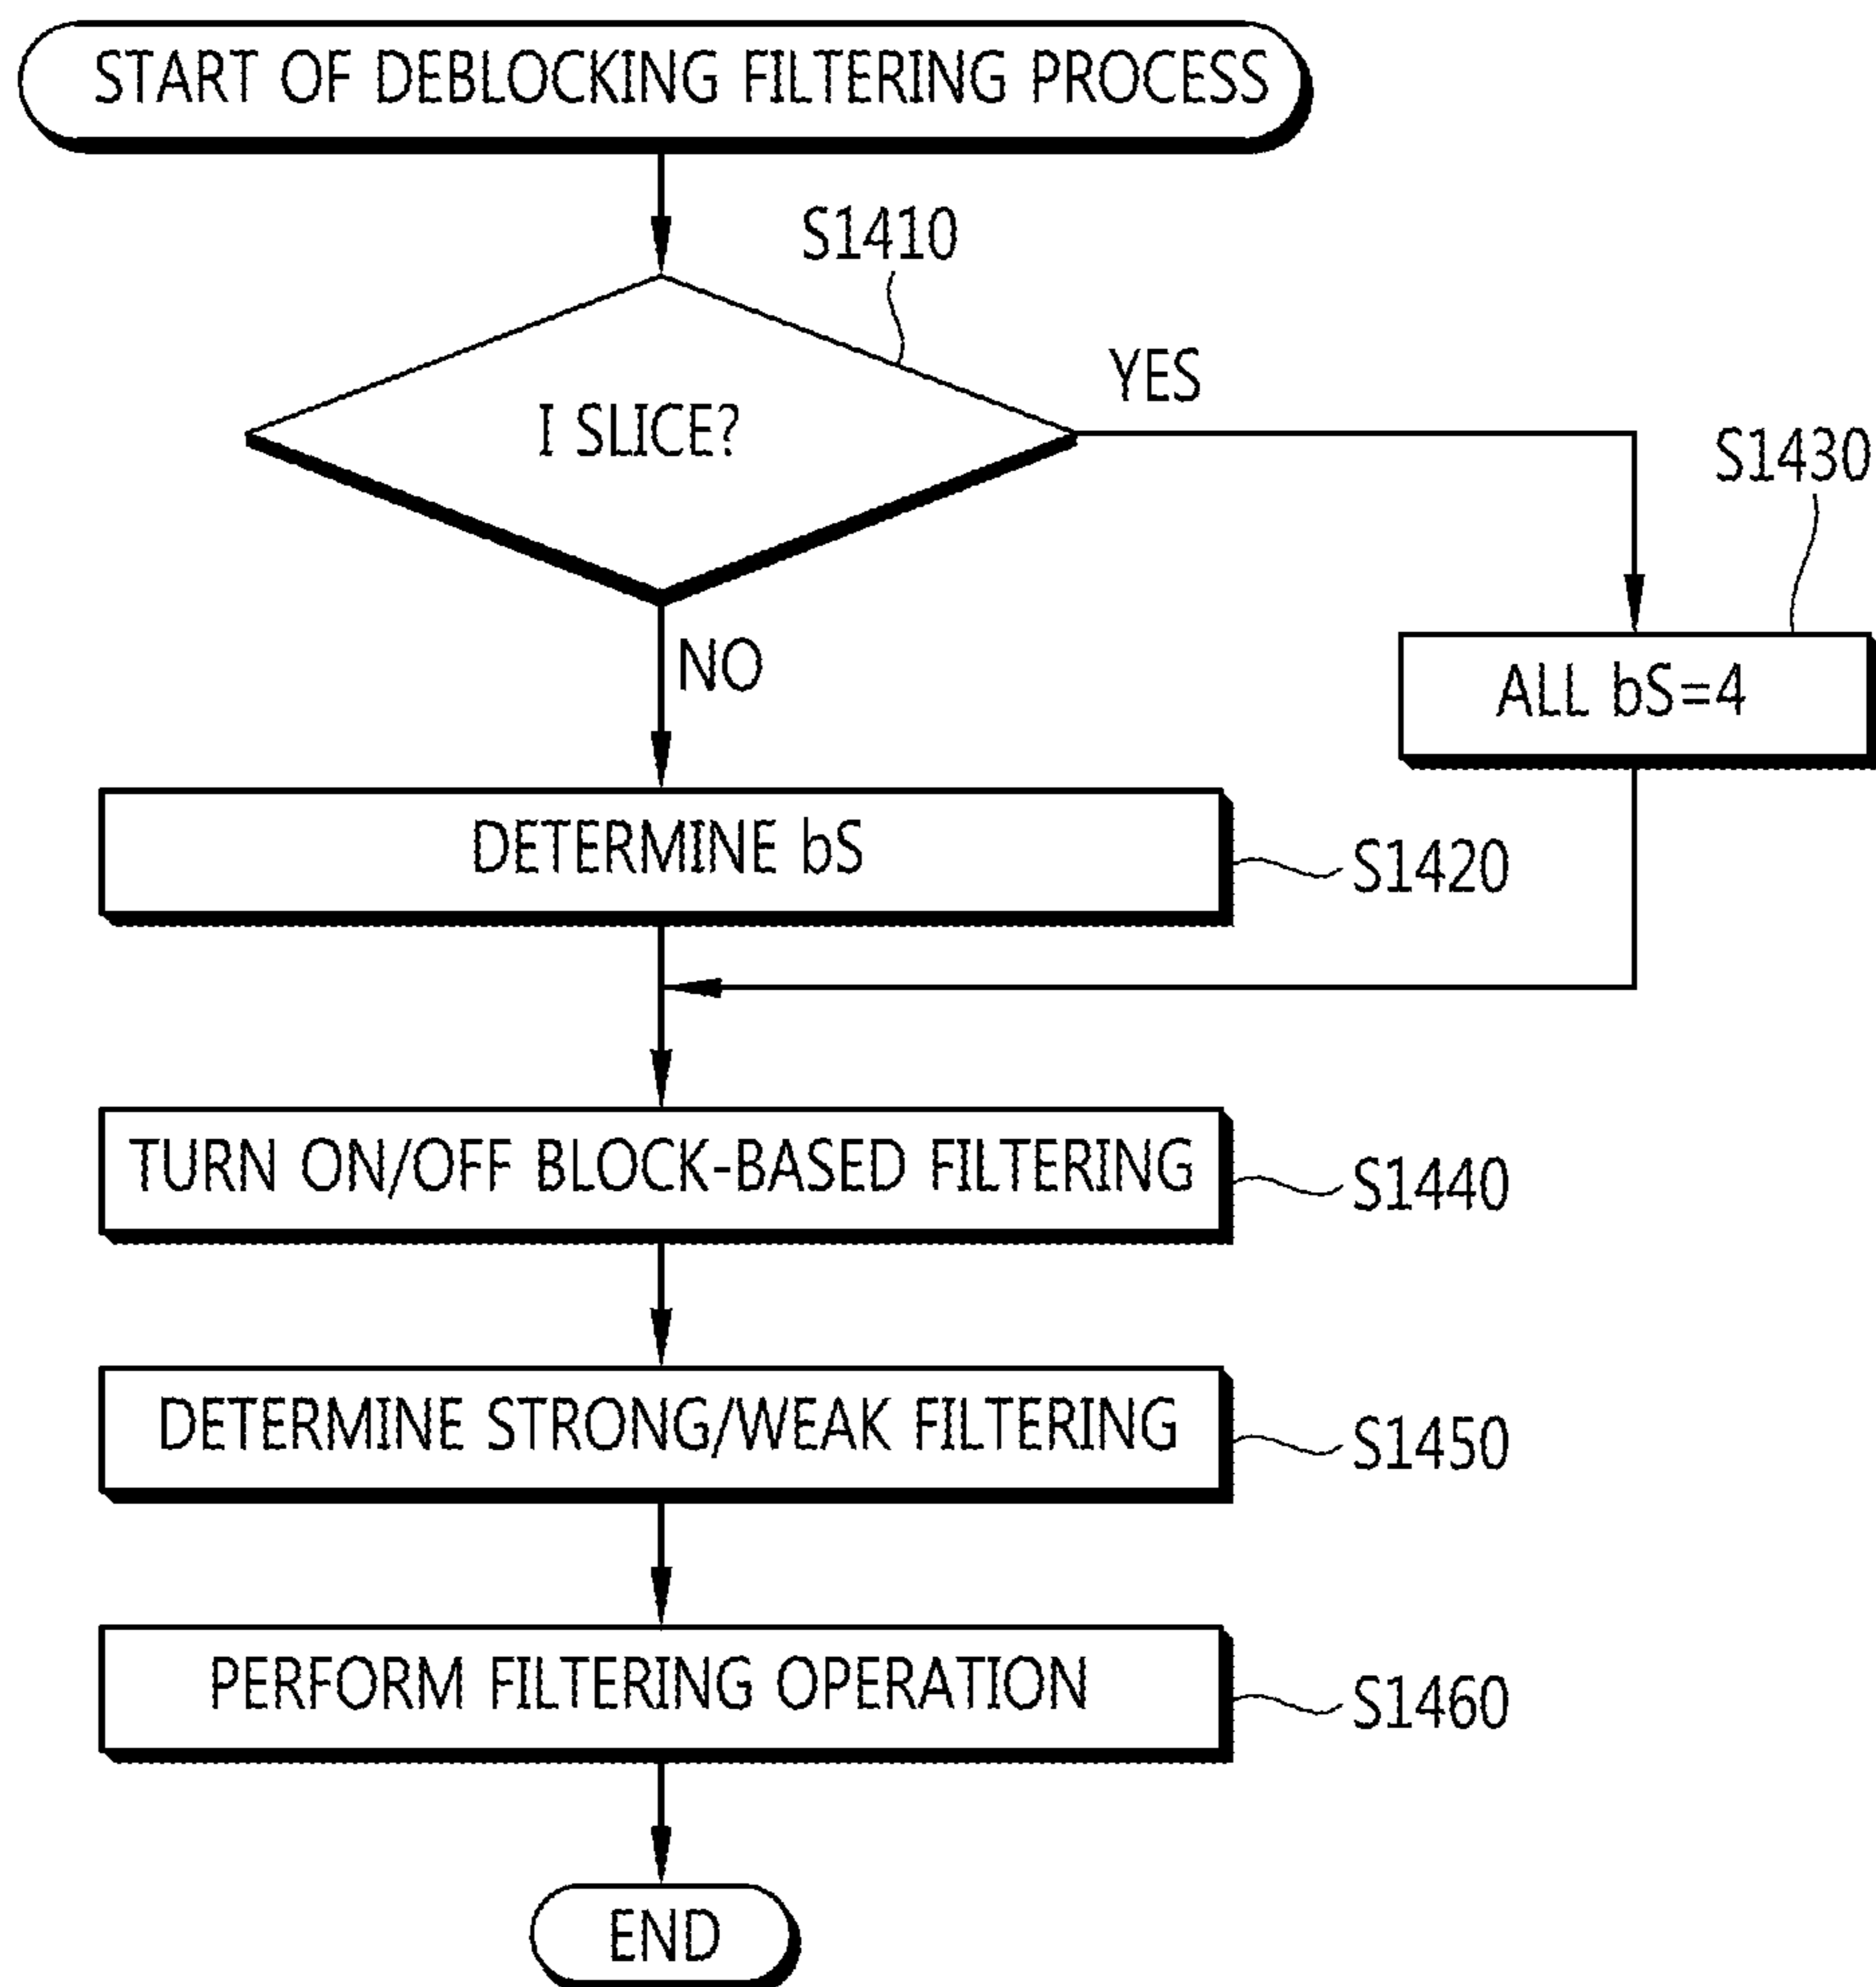 START OF DEBLOCKING FILTERING PROCESS
S1410
I SLICE?
YES
S1430
NO
ALL bS=4
DETERMINE bS
S1420
TURN ON/OFF BLOCK-BASED FILTERING
S1440
DETERMINE STRONG/WEAK FILTERING
S1450
PERFORM FILTERING OPERATION
S1460
END